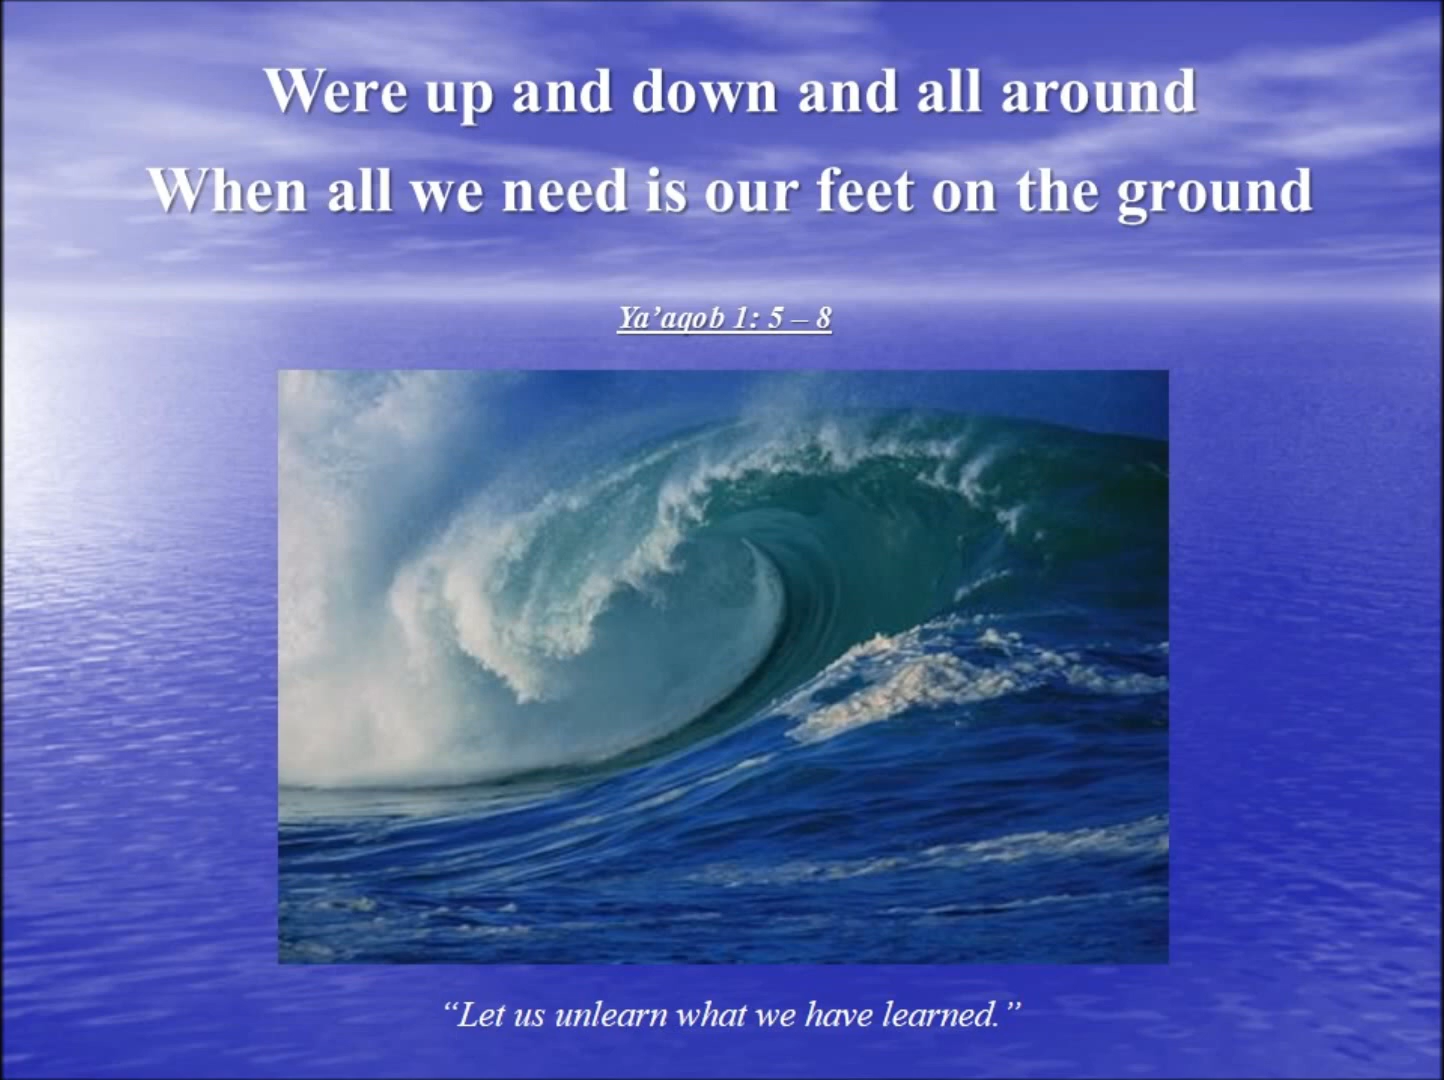 Were up and down and all around
When all we need is our feet on the ground
Ya’aqob 1: 5 – 8
“Let us unlearn what we have learned.”